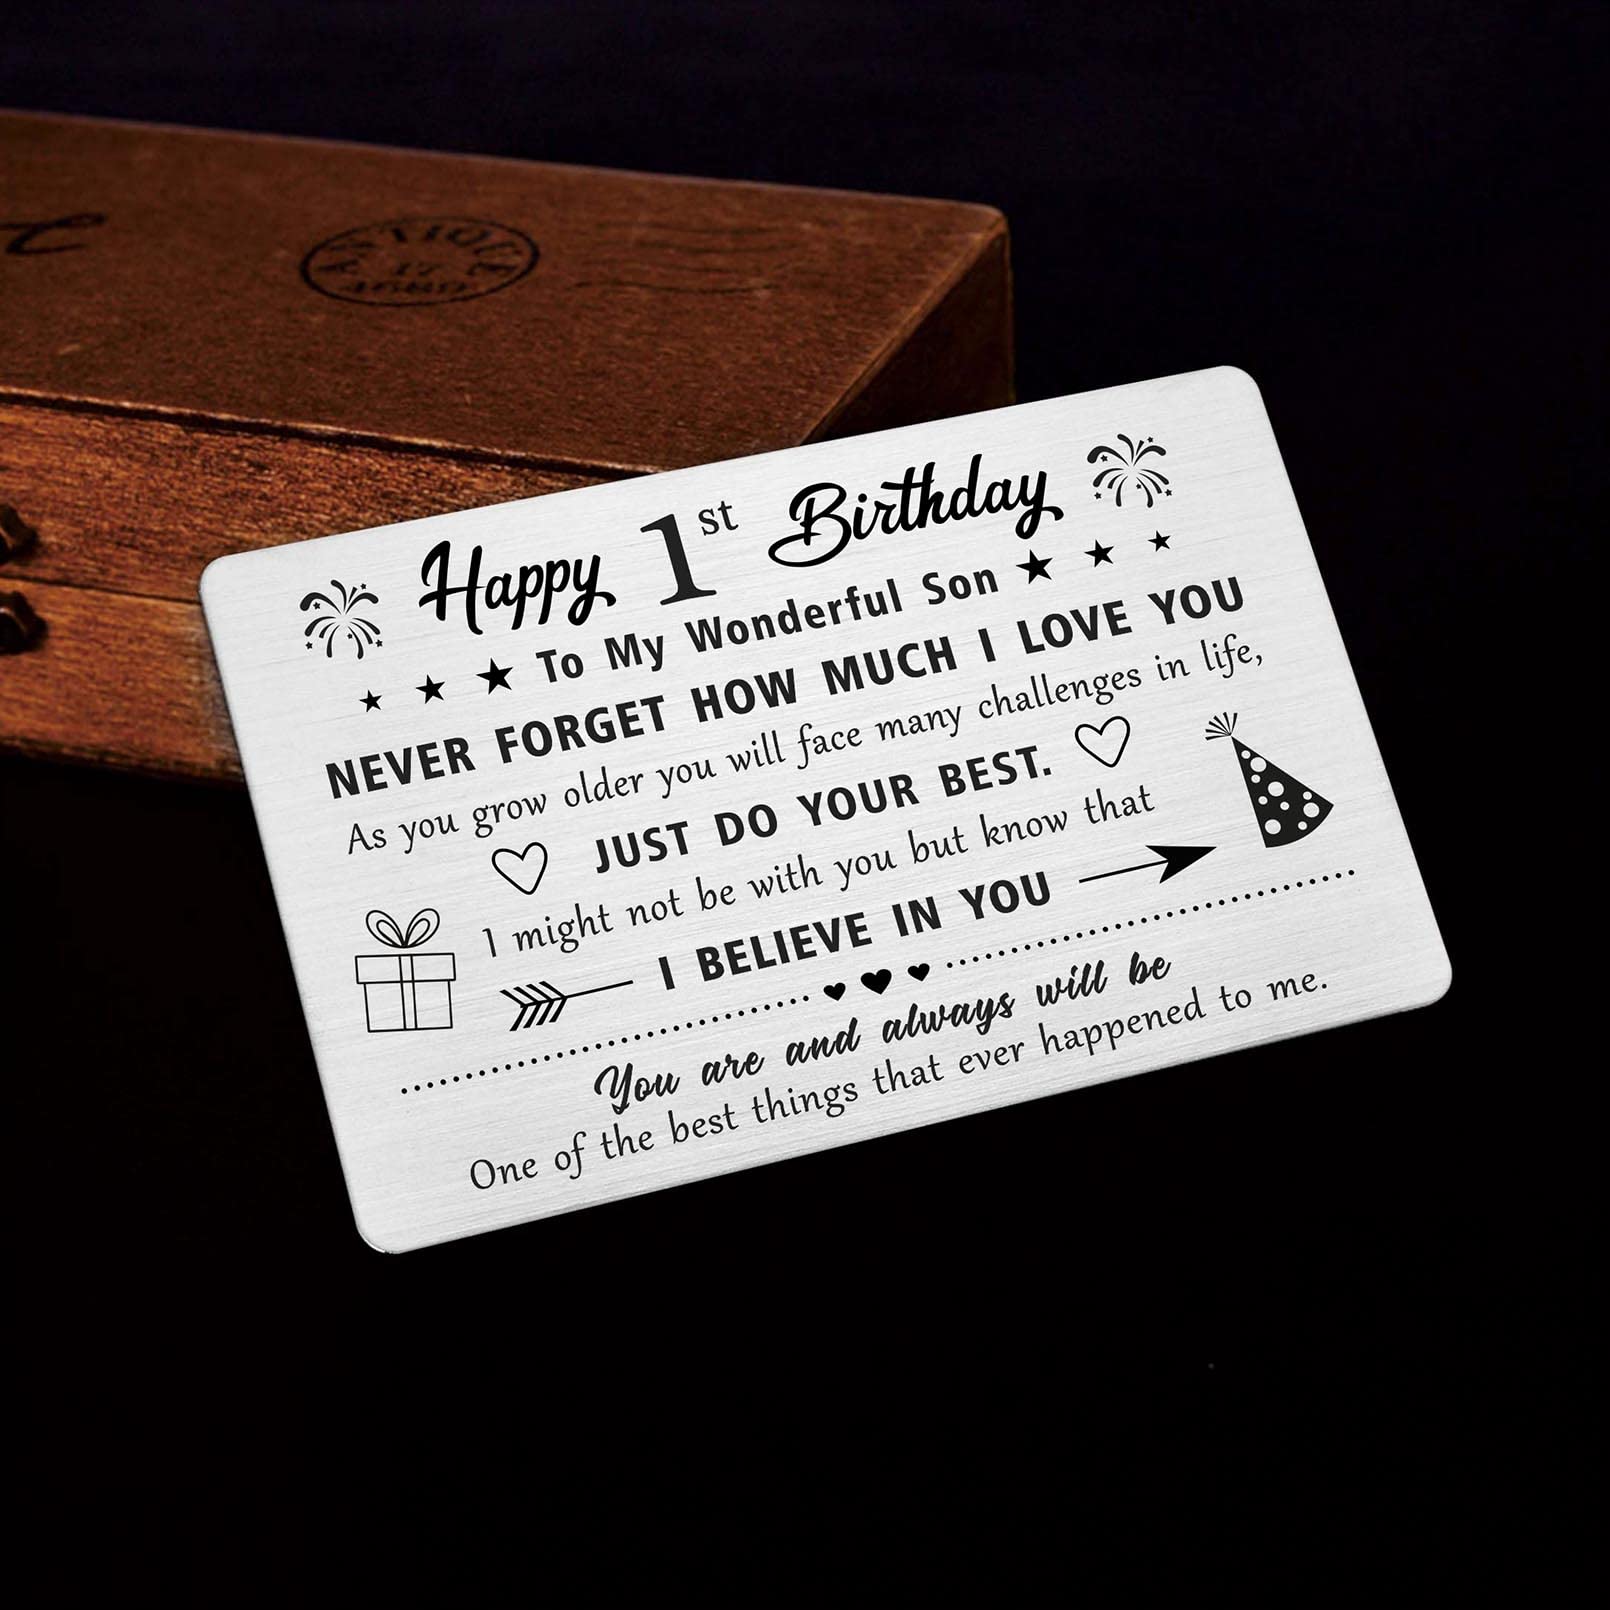 ANTIQUE
17
Happy 1st Birthday
To My Wonderful Son
NEVER FORGET HOW MUCH I LOVE YOU
As you grow older you will face many challenges in life,
JUST DO YOUR BEST.
I might not be with you but know that
I BELIEVE IN YOU
You are and always will be
One of the best things that ever happened to me.